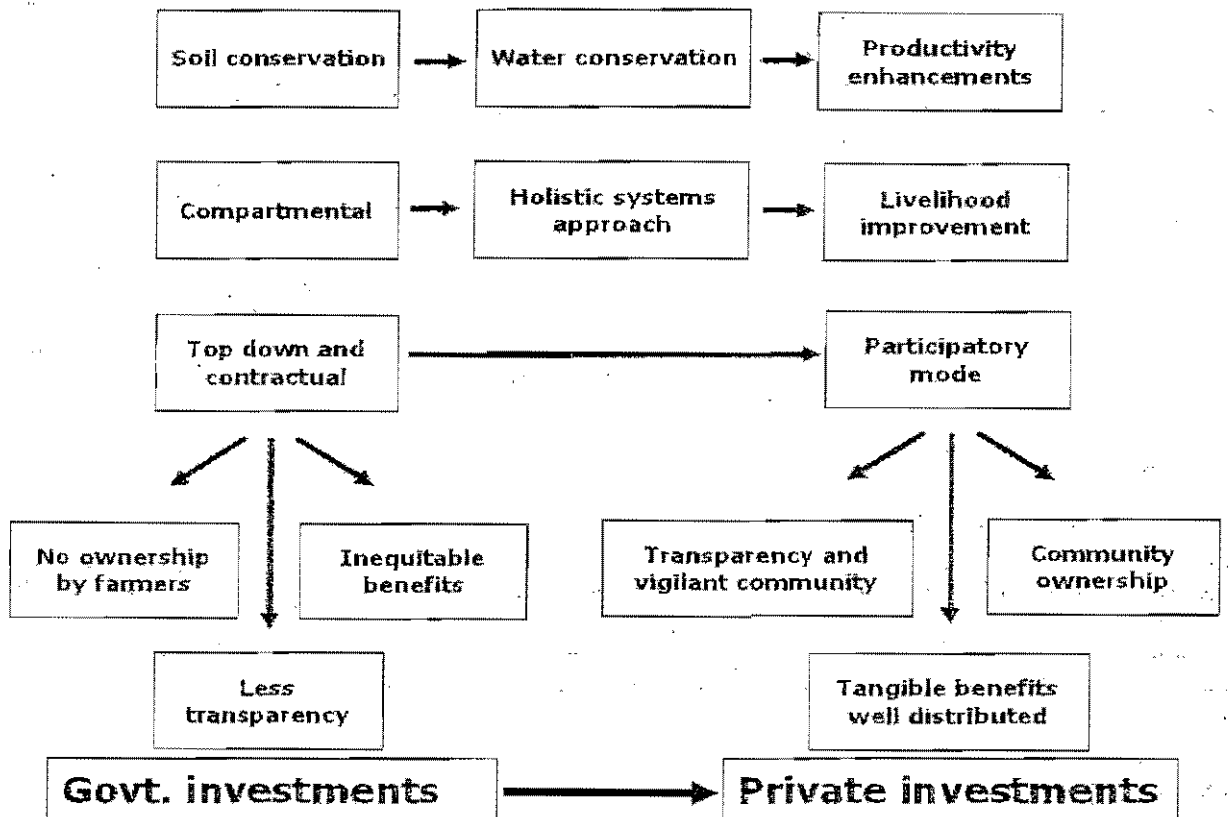 Soil conservation
Water conservation
Productivity
enhancements
Compartmental
Holistic systems
approach
Livelihood
improvement
Top down and
contractual
Participatory
mode
No ownership
by farmers
Inequitable
benefits
Transparency and
vigilant community
Community
ownership
Less
transparency
Tangible benefits
well distributed
Govt. investments
Private investments